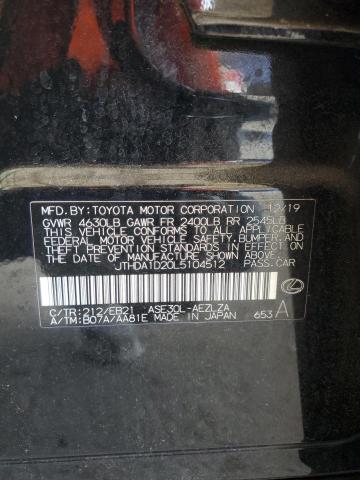 MFD. BY: TOYOTA MOTOR CORPORATION 12/19
GVWR 4630LB GAWR FR 2400LB RR 2545LB
THIS VEHICLE CONFORMS TO ALL APPLICABLE
FEDERAL MOTOR VEHICLE SAFETY, BUMPER, AND
THEFT PREVENTION STANDARDS IN EFFECT ON
THE DATE OF MANUFACTURE SHOWN ABOVE.
JTHDA1D20L5104512 PASS.CAR
C/TR:212/EB21 ASE30L-AEZLZA
A/TM:B07A/AA81E MADE IN JAPAN 653 A